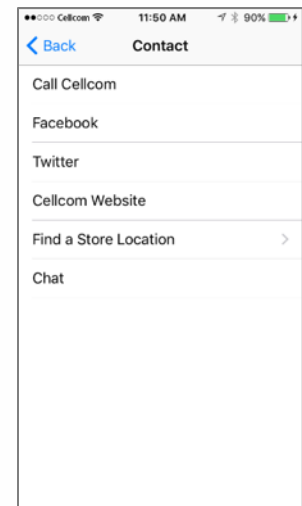 Cellcom 11:50 AM 90%
Back Contact
Call Cellcom
Facebook
Twitter
Cellcom Website
Find a Store Location
Chat